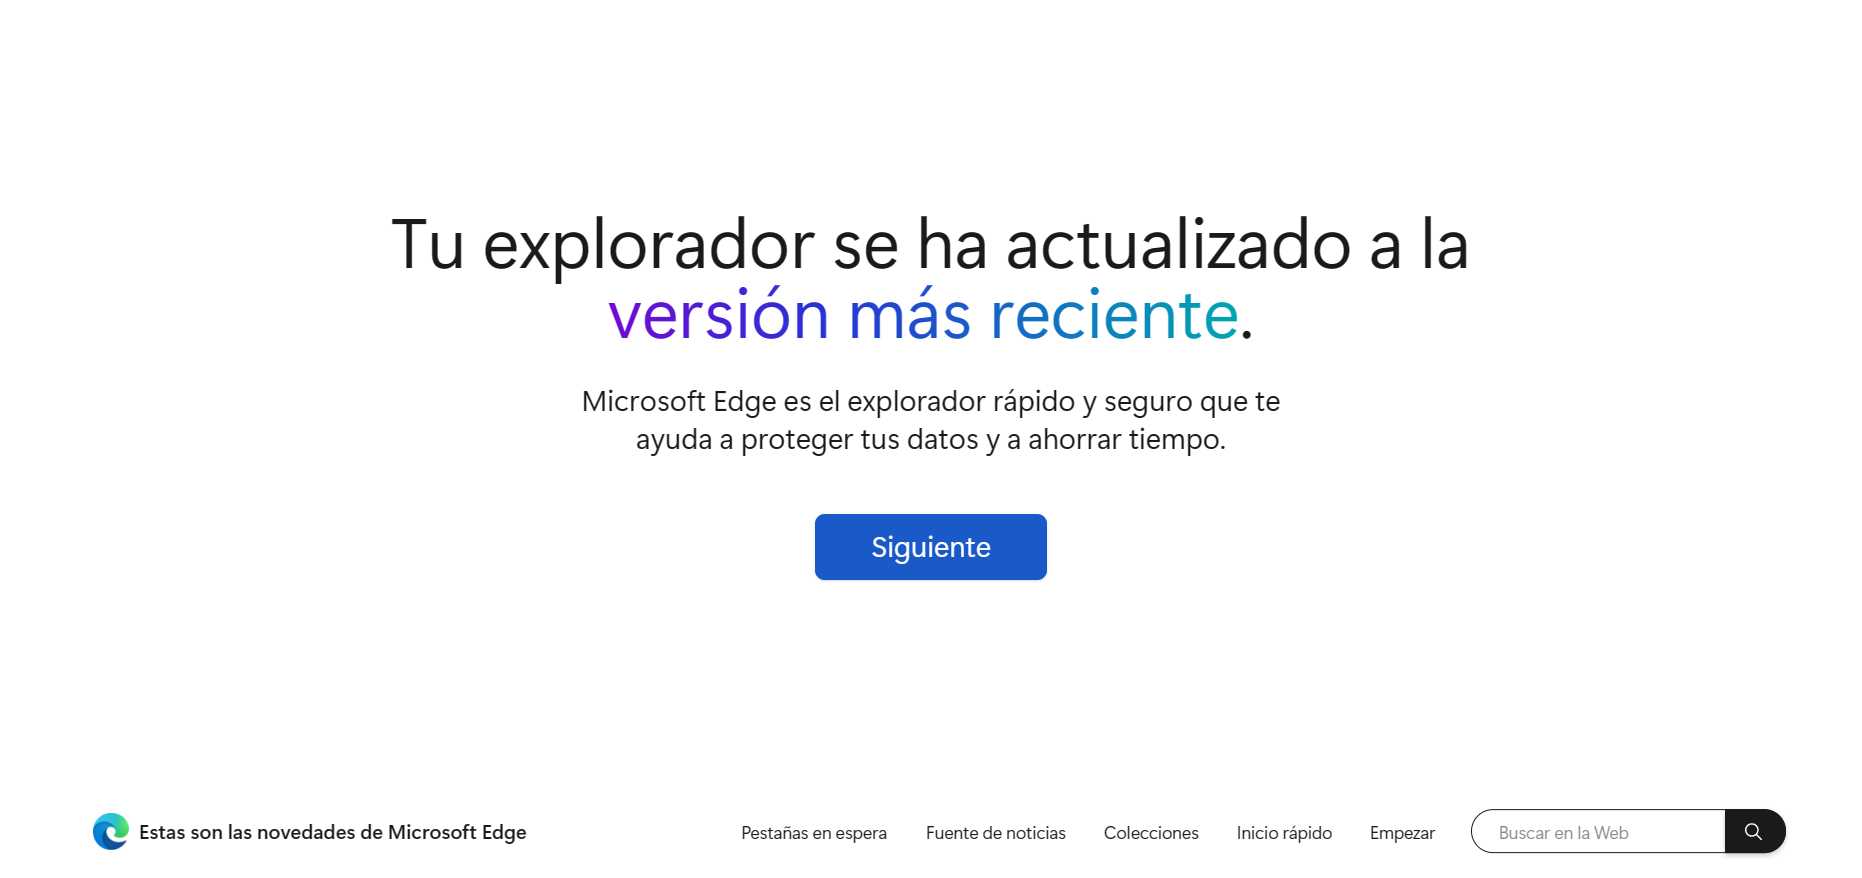 Tu explorador se ha actualizado a la
versión más reciente.
Microsoft Edge es el explorador rápido y seguro que te
ayuda a proteger tus datos y a ahorrar tiempo.
Siguiente
Estas son las novedades de Microsoft Edge
Pestañas en espera
Fuente de noticias
Colecciones
Inicio rápido
Empezar
Buscar en la Web